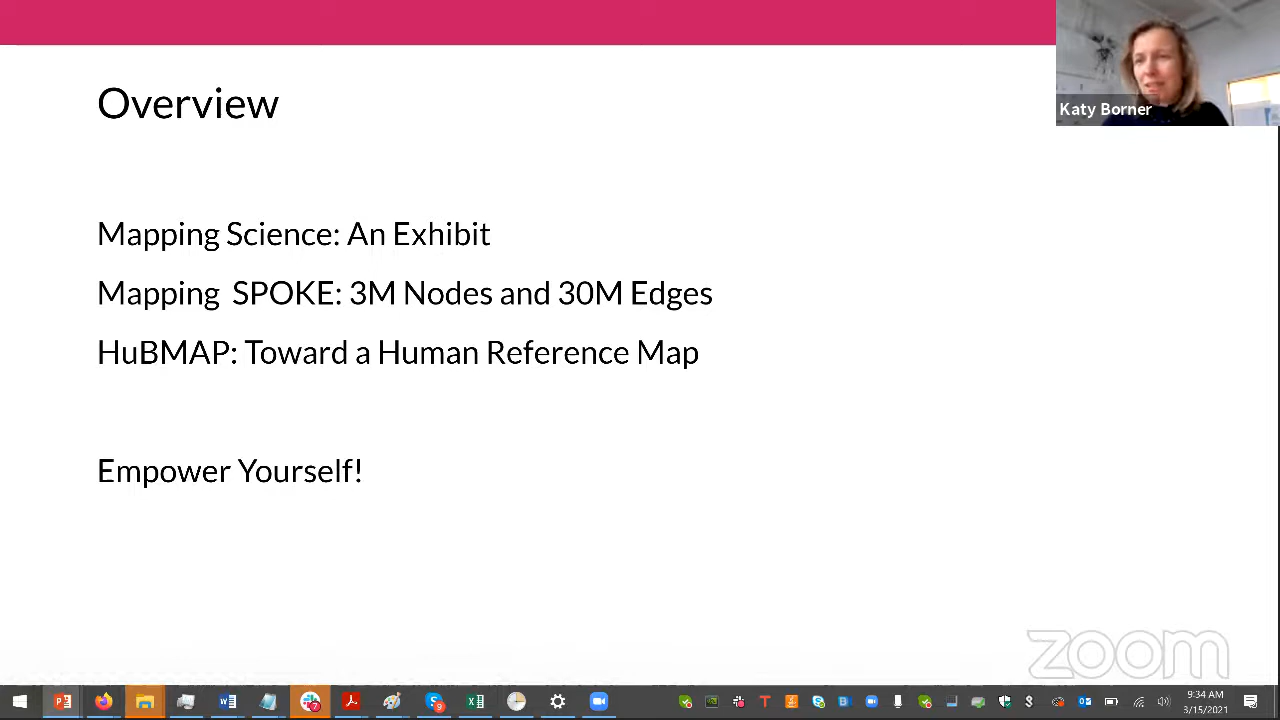 Overview
Katy Borner
Mapping Science: An Exhibit
Mapping  SPOKE: 3M Nodes and 30M Edges
HuBMAP: Toward a Human Reference Map
Empower Yourself!
zoom
9:34 AM
3/15/2021